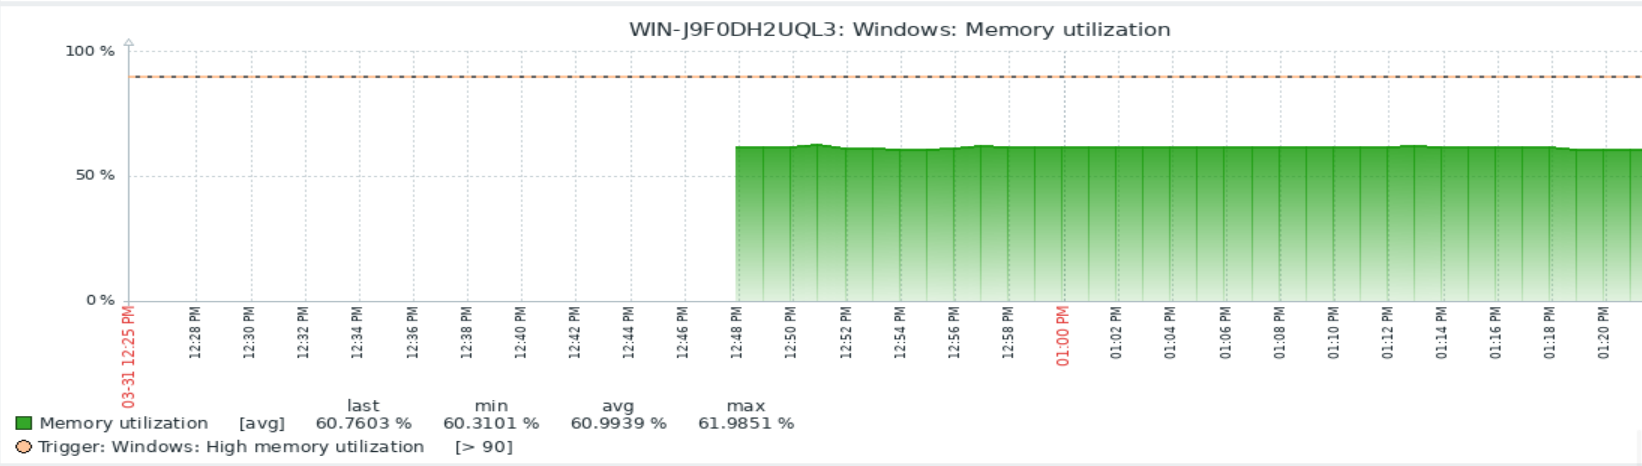 WIN-J9F0DH2UQL3: Windows: Memory utilization
100 %
50 %
0 %
03-31 12:25 PM
12:28 PM
12:30 PM
12:32 PM
12:34 PM
12:36 PM
12:38 PM
12:40 PM
12:42 PM
12:44 PM
12:46 PM
12:48 PM
12:50 PM
12:52 PM
12:54 PM
12:56 PM
12:58 PM
01:00 PM
01:02 PM
01:04 PM
01:06 PM
01:08 PM
01:10 PM
01:12 PM
01:14 PM
01:16 PM
01:18 PM
01:20 PM
last min avg max
Memory utilization [avg] 60.7603 % 60.3101 % 60.9939 % 61.9851 %
Trigger: Windows: High memory utilization [> 90]